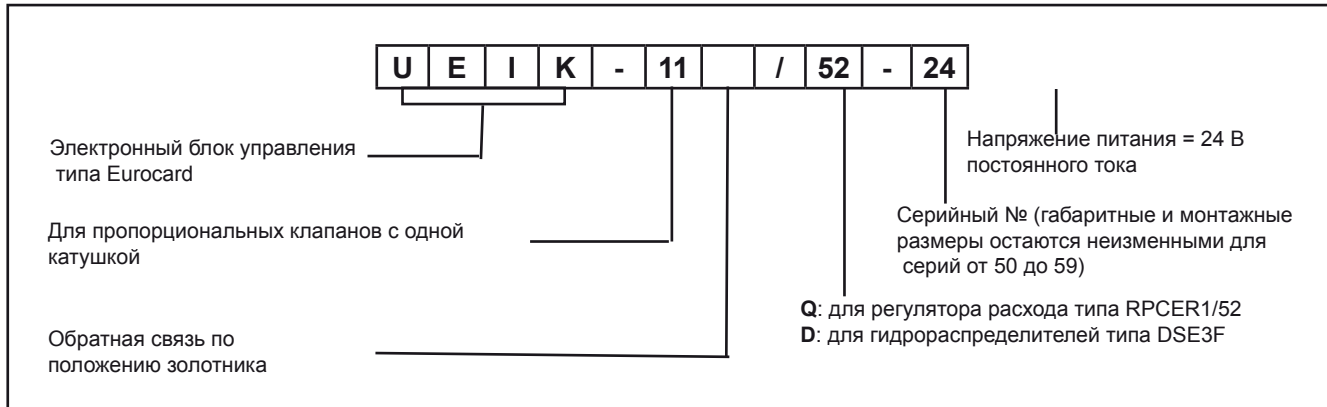 U E I K - 11 / 52 - 24
Электронный блок управления
типа Eurocard
Напряжение питания = 24 В
постоянного тока
Для пропорциональных клапанов с одной
катушкой
Серийный № (габаритные и монтажные
размеры остаются неизменными для
серий от 50 до 59)
Q: для регулятора расхода типа RPCER1/52
D: для гидрораспределителей типа DSE3F
Обратная связь по
положению золотника